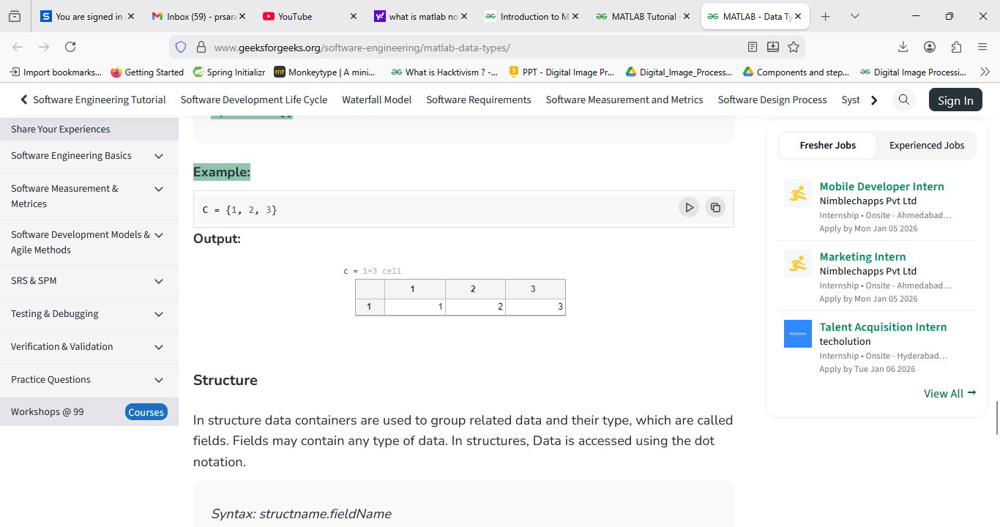 You are signed in
Inbox (59) - prsara
YouTube
what is matlab no
Introduction to M
MATLAB Tutorial -
MATLAB - Data Ty
www.geeksforgeeks.org/software-engineering/matlab-data-types/
Import bookmarks...
Getting Started
Spring Initializr
Monkeytype | A mini...
What is Hacktivism ? -...
PPT - Digital Image Pr...
Digital_Image_Process...
Components and step...
Digital Image Processi...
Software Engineering Tutorial
Software Development Life Cycle
Waterfall Model
Software Requirements
Software Measurement and Metrics
Software Design Process
Syst
Sign In
Share Your Experiences
Software Engineering Basics
Software Measurement &
Metrices
Software Development Models &
Agile Methods
SRS & SPM
Testing & Debugging
Verification & Validation
Practice Questions
Workshops @ 99
Courses
Example:
C = {1, 2, 3}
Output:
c = 1×3 cell
1 2 3
1 1 2 3
Structure
In structure data containers are used to group related data and their type, which are called
fields. Fields may contain any type of data. In structures, Data is accessed using the dot
notation.
Syntax: structname.fieldName
Fresher Jobs
Experienced Jobs
Mobile Developer Intern
Nimblechapps Pvt Ltd
Internship • Onsite - Ahmedabad...
Apply by Mon Jan 05 2026
Marketing Intern
Nimblechapps Pvt Ltd
Internship • Onsite - Ahmedabad...
Apply by Mon Jan 05 2026
Talent Acquisition Intern
techolution
Internship • Onsite - Hyderabad...
Apply by Tue Jan 06 2026
View All